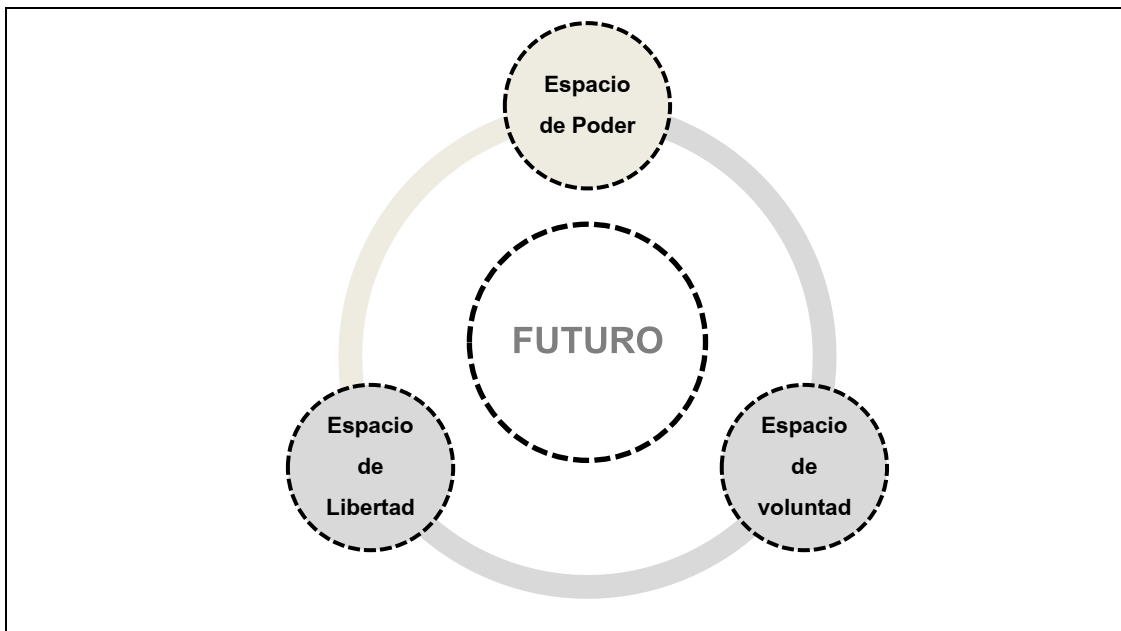 Espacio
de Poder
FUTURO
Espacio
de
Libertad
Espacio
de
voluntad